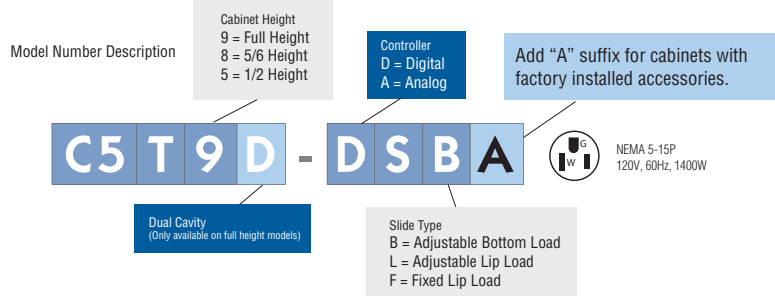 Model Number Description
Cabinet Height
9 = Full Height
8 = 5/6 Height
5 = 1/2 Height
Controller
D = Digital
A = Analog
Add “A” suffix for cabinets with
factory installed accessories.
C5 T 9 D - D S B A
G
W
NEMA 5-15P
120V, 60Hz, 1400W
Dual Cavity
(Only available on full height models)
Slide Type
B = Adjustable Bottom Load
L = Adjustable Lip Load
F = Fixed Lip Load